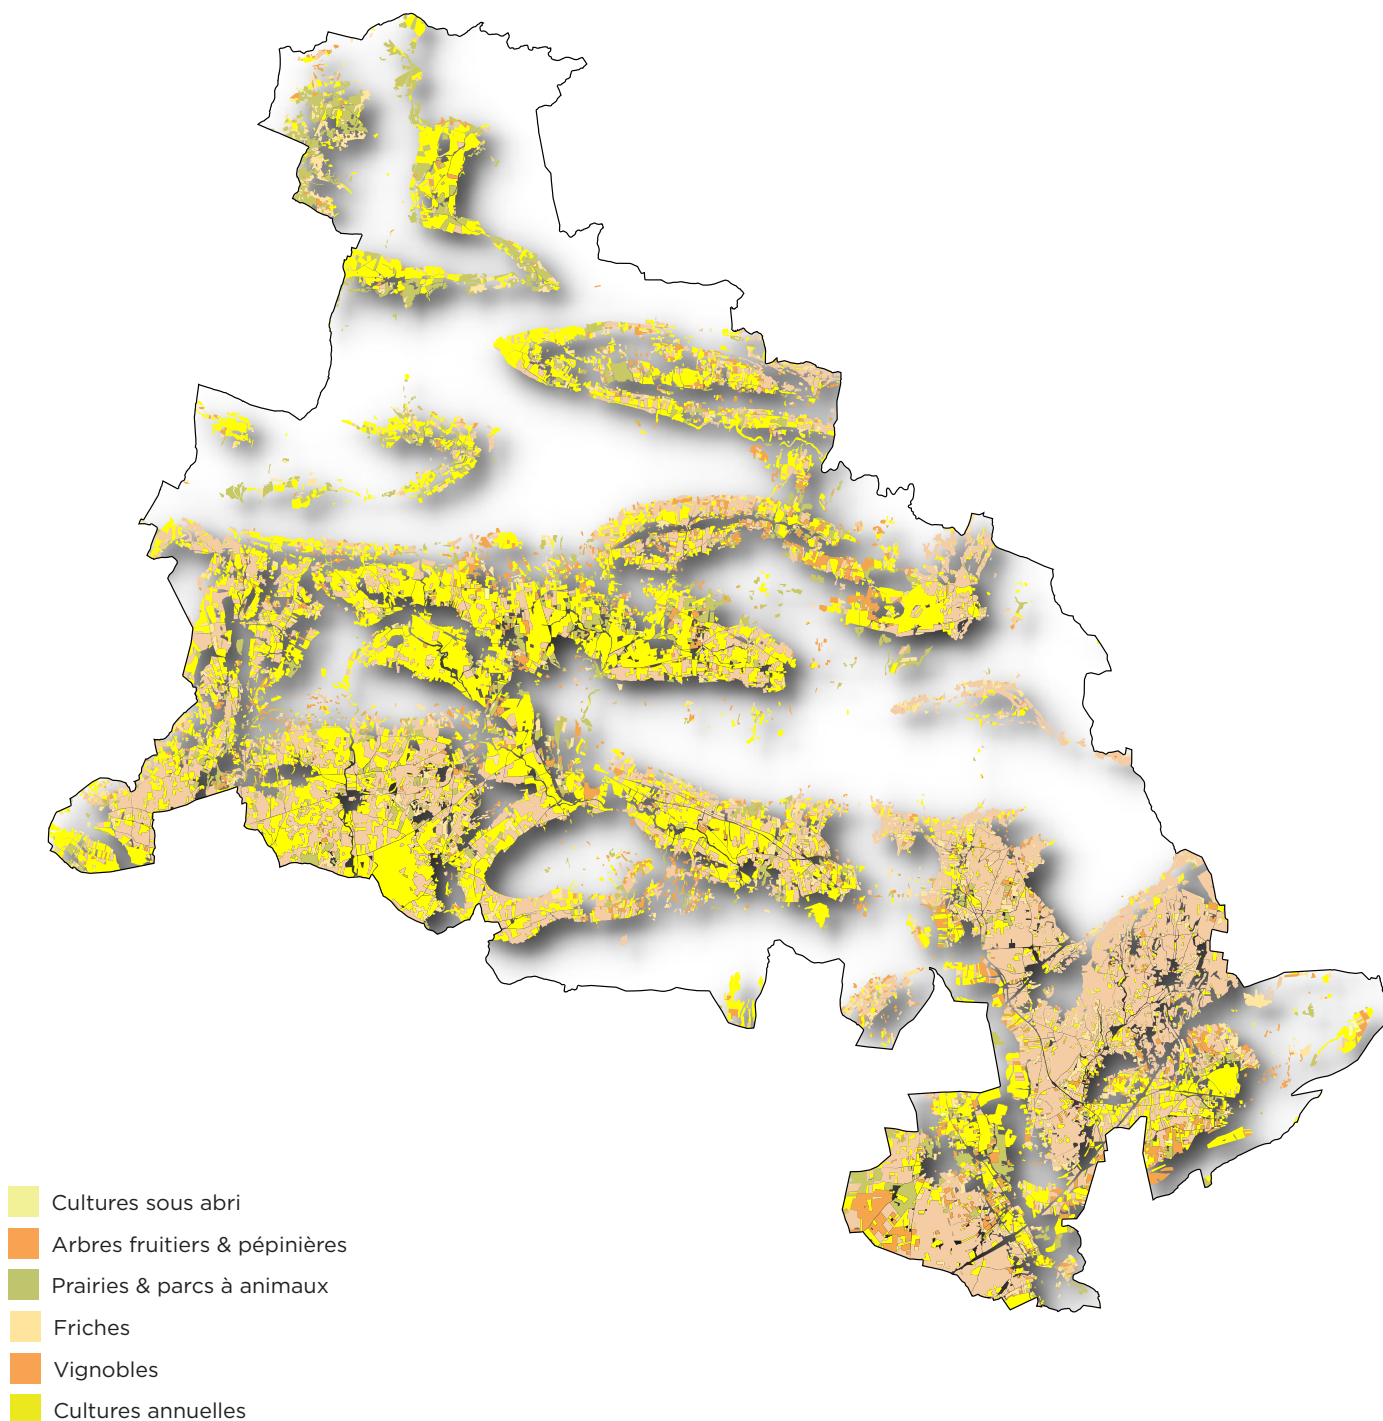 Cultures sous abri
Arbres fruitiers & pépinières
Prairies & parcs à animaux
Friches
Vignobles
Cultures annuelles